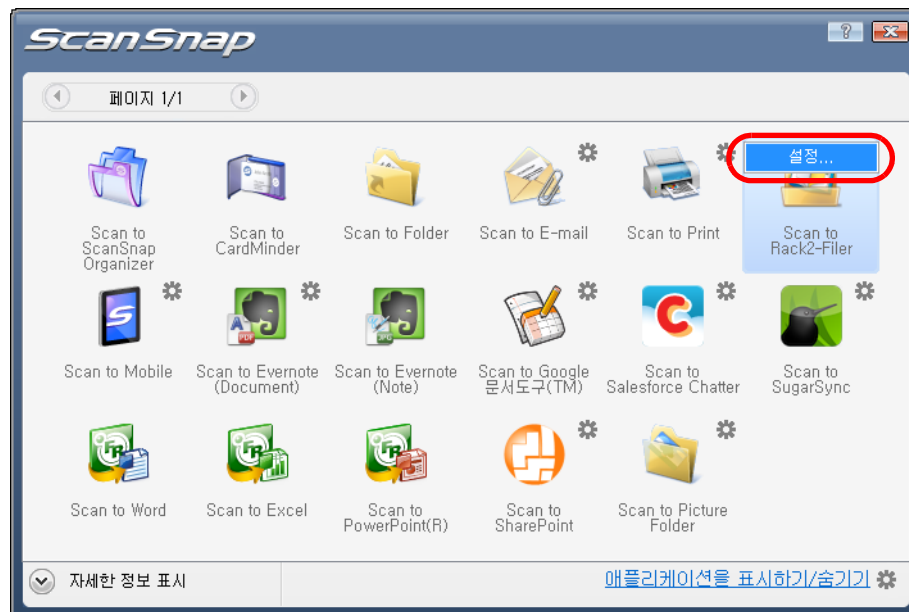 ScanSnap
페이지 1/1
설정...
Scan to
ScanSnap
Organizer
Scan to
CardMinder
Scan to Folder
Scan to E-mail
Scan to Print
Scan to
Rack2-Filer
Scan to Mobile
Scan to Evernote
(Document)
Scan to Evernote
(Note)
Scan to Google
문서도구(TM)
Scan to
Salesforce Chatter
Scan to
SugarSync
Scan to Word
Scan to Excel
Scan to
PowerPoint(R)
Scan to
SharePoint
Scan to Picture
Folder
자세한 정보 표시
애플리케이션을 표시하기/숨기기